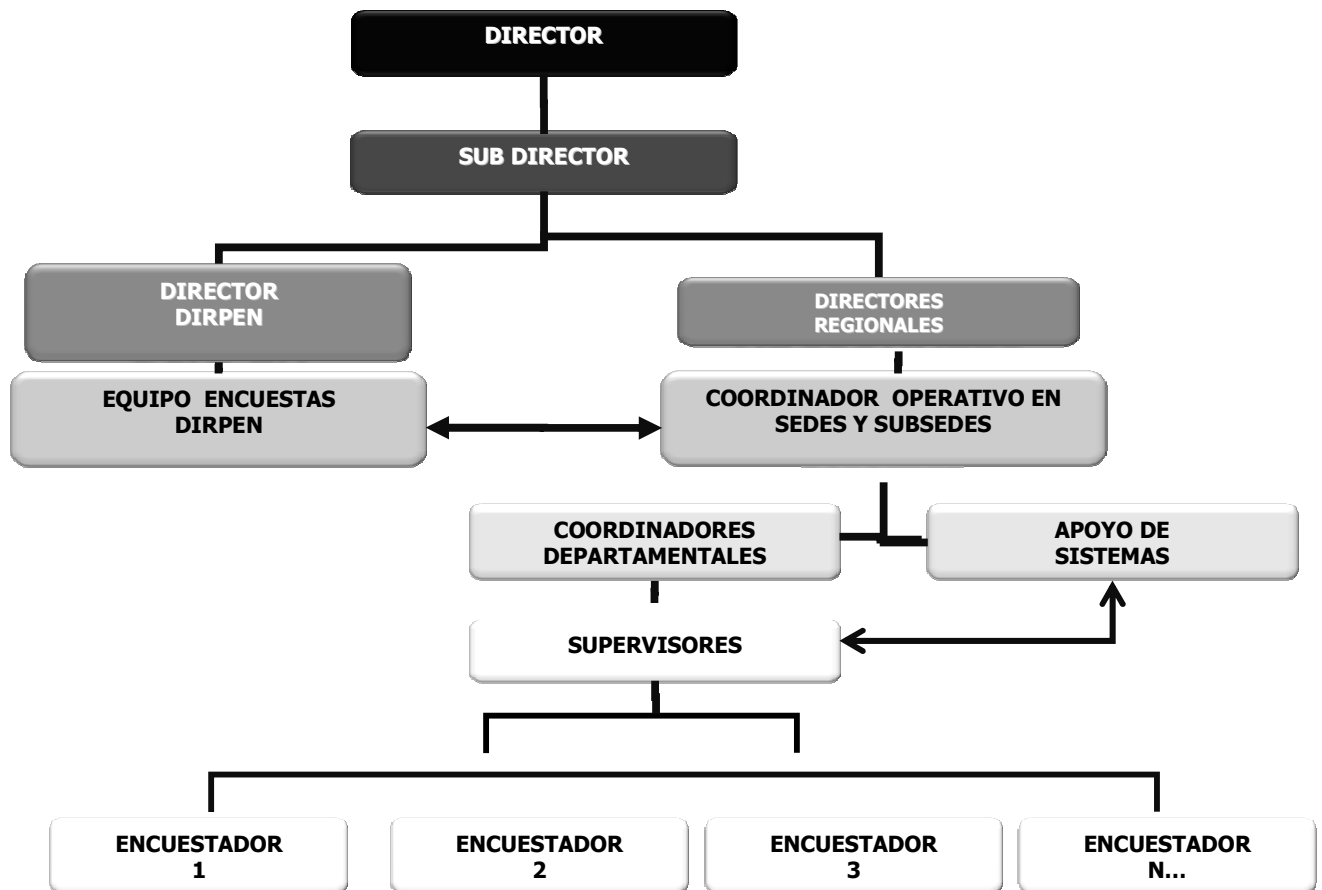 DIRECTOR
SUB DIRECTOR
DIRECTOR
DIRPEN
DIRECTORES
REGIONALES
EQUIPO ENCUESTAS
DIRPEN
COORDINADOR OPERATIVO EN
SEDES Y SUBSEDES
COORDINADORES
DEPARTAMENTALES
APOYO DE
SISTEMAS
SUPERVISORES
ENCUESTADOR
1
ENCUESTADOR
2
ENCUESTADOR
3
ENCUESTADOR
N...